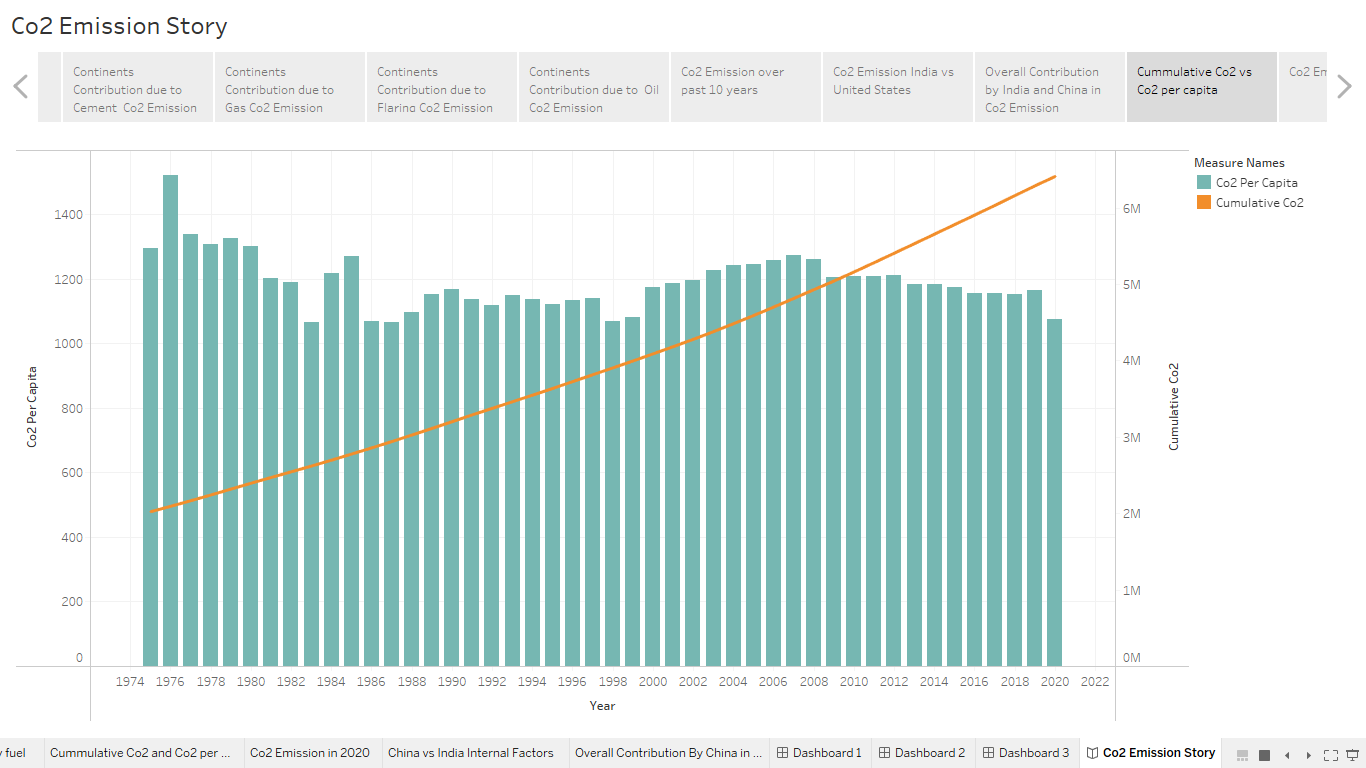 Co2 Emission Story
Continents
Contribution due to
Cement Co2 Emission
Continents
Contribution due to
Gas Co2 Emission
Continents
Contribution due to
Flaring Co2 Emission
Continents
Contribution due to Oil
Co2 Emission
Co2 Emission over
past 10 years
Co2 Emission India vs
United States
Overall Contribution
by India and China in
Co2 Emission
Cummulative Co2 vs
Co2 per capita
Co2 Em
Measure Names
Co2 Per Capita
Cumulative Co2
Co2 Per Capita
1400
1200
1000
800
600
400
200
0
6M
5M
4M
3M
2M
1M
0M
Cumulative Co2
1974 1976 1978 1980 1982 1984 1986 1988 1990 1992 1994 1996 1998 2000 2002 2004 2006 2008 2010 2012 2014 2016 2018 2020 2022
Year
y fuel Cummulative Co2 and Co2 per ... Co2 Emission in 2020 China vs India Internal Factors Overall Contribution By China in ... Dashboard 1 Dashboard 2 Dashboard 3 Co2 Emission Story